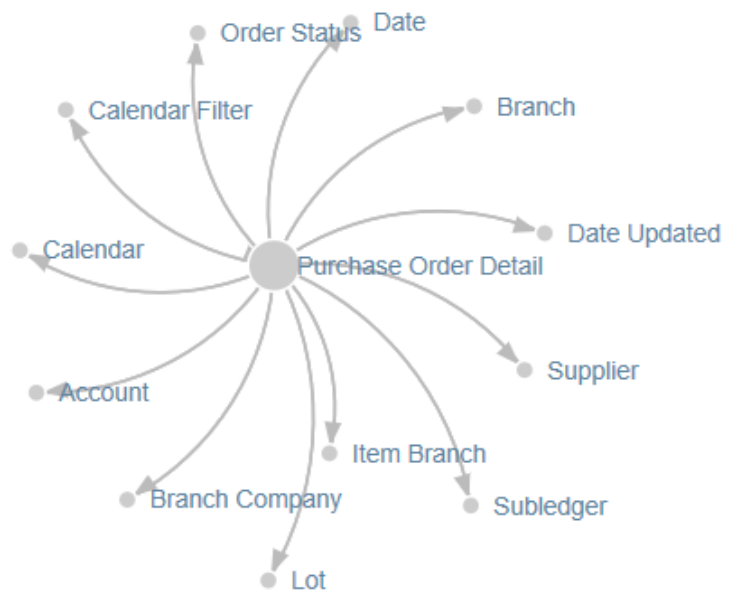 Order Status
Date
Calendar Filter
Branch
Date Updated
Calendar
Purchase Order Detail
Supplier
Account
Item Branch
Branch Company
Subledger
Lot